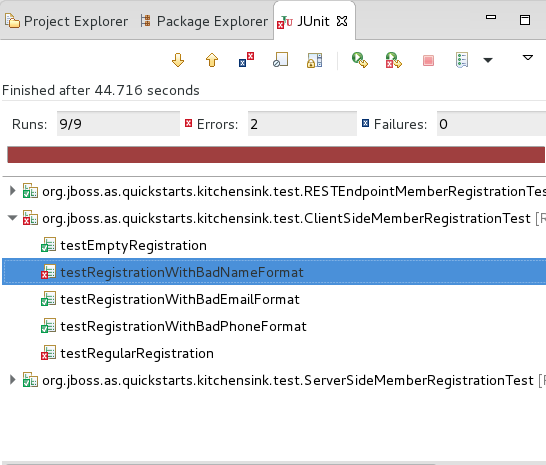 Project Explorer Package Explorer JUnit
Finished after 44.716 seconds
Runs: 9/9 Errors: 2 Failures: 0
org.jboss.as.quickstarts.kitchensink.test.RESTEndpointMemberRegistrationTes
org.jboss.as.quickstarts.kitchensink.test.ClientSideMemberRegistrationTest [R
testEmptyRegistration
testRegistrationWithBadNameFormat
testRegistrationWithBadEmailFormat
testRegistrationWithBadPhoneFormat
testRegularRegistration
org.jboss.as.quickstarts.kitchensink.test.ServerSideMemberRegistrationTest [R